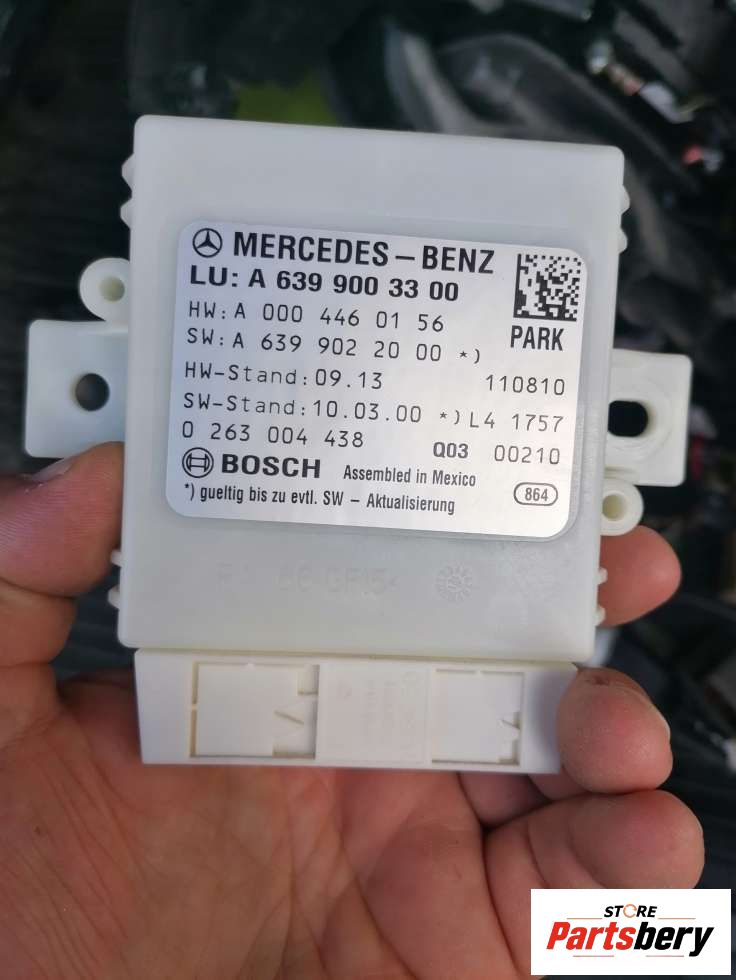 MERCEDES-BENZ
LU: A 639 900 33 00
HW: A 000 446 01 56
PARK
SW: A 639 902 20 00 *)
HW-Stand: 09.13 110810
SW-Stand: 10.03.00 *) L4 1757
0 263 004 438 Q03 00210
BOSCH Assembled in Mexico
*) gueltig bis zu evtl. SW - Aktualisierung 864
STORE
Partsbery